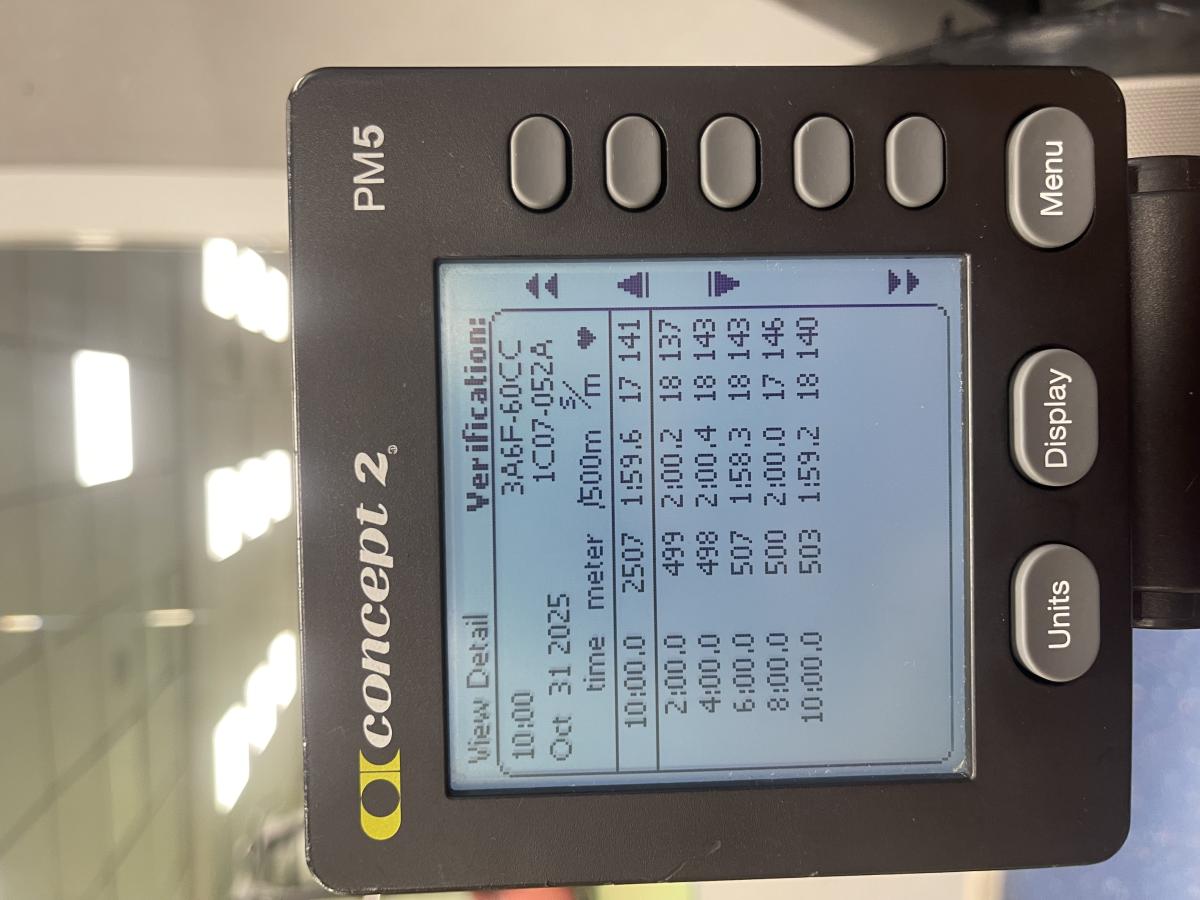 concept 2
PM5
View Detail Verification:
10:00 3A6F-60CC
Oct 31 2025 1C07-052A
time meter /500m s/m ♥
10:00.0 2507 1:59.6 17 141
2:00.0 499 2:00.2 18 137
4:00.0 498 2:00.4 18 143
6:00.0 507 1:58.3 18 143
8:00.0 500 2:00.0 17 146
10:00.0 503 1:59.2 18 140
Units Display Menu